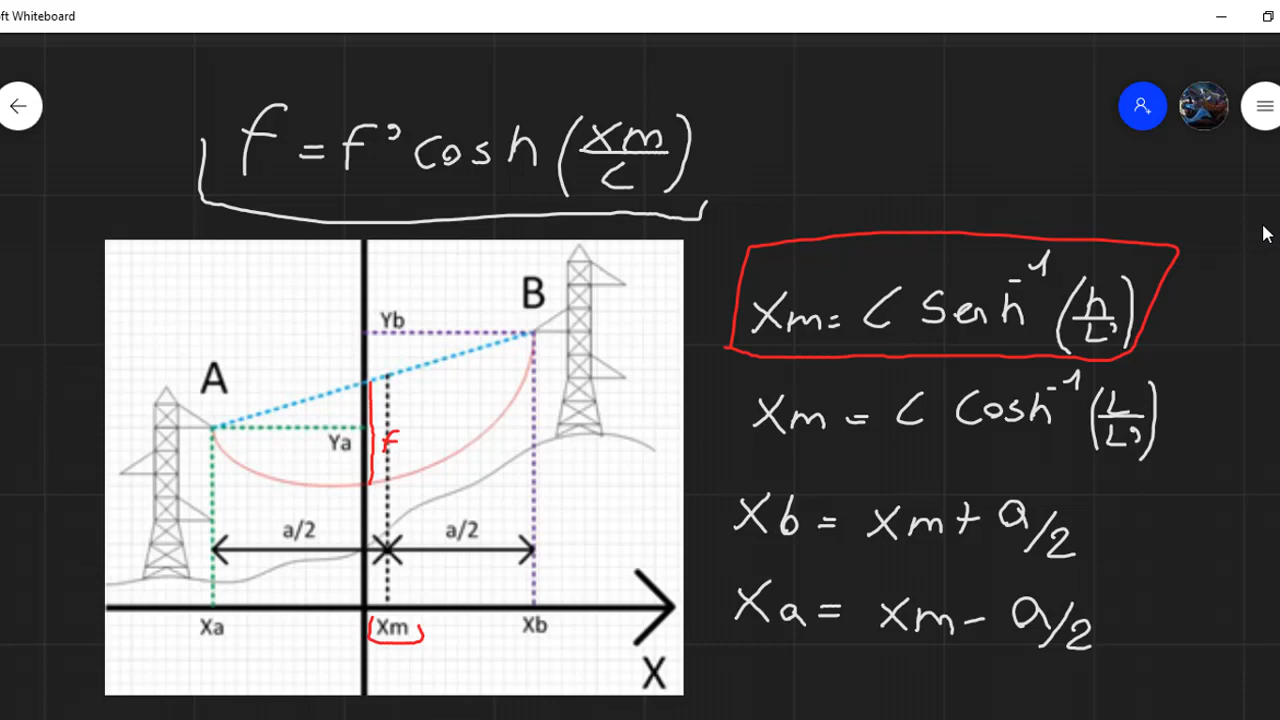 ft Whiteboard
f = f' cosh (Xm/C)
Xm = C Senh⁻¹ (h/L')
Xm = C Cosh⁻¹ (L/L')
Xb = Xm + a/2
Xa = Xm - a/2
B
Yb
A
Ya
f
a/2 a/2
Xa Xm Xb
X